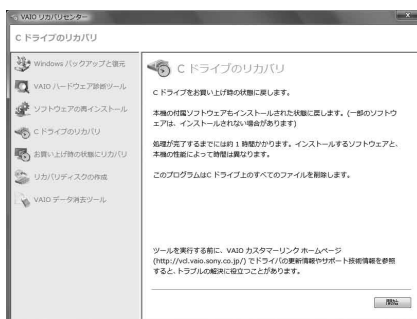 VAIO リカバリセンター
C ドライブのリカバリ
Windows バックアップと復元
VAIO ハードウェア診断ツール
ソフトウェアの再インストール
C ドライブのリカバリ
お買い上げ時の状態にリカバリ
リカバリディスクの作成
VAIO データ消去ツール
C ドライブのリカバリ
C ドライブをお買い上げ時の状態に戻します。
本機の付属ソフトウェアもインストールされた状態に戻します。(一部のソフトウ
ェアは、インストールされない場合があります)
処理が完了するまでには約 1 時間かかります。インストールするソフトウェアと、
本機の性能によって時間は異なります。
このプログラムは C ドライブ上のすべてのファイルを削除します。
ツールを実行する前に、VAIO カスタマーリンク ホームページ
(http://vcl.vaio.sony.co.jp/) でドライバの更新情報やサポート技術情報を参照
すると、トラブルの解決に役立つことがあります。
開始